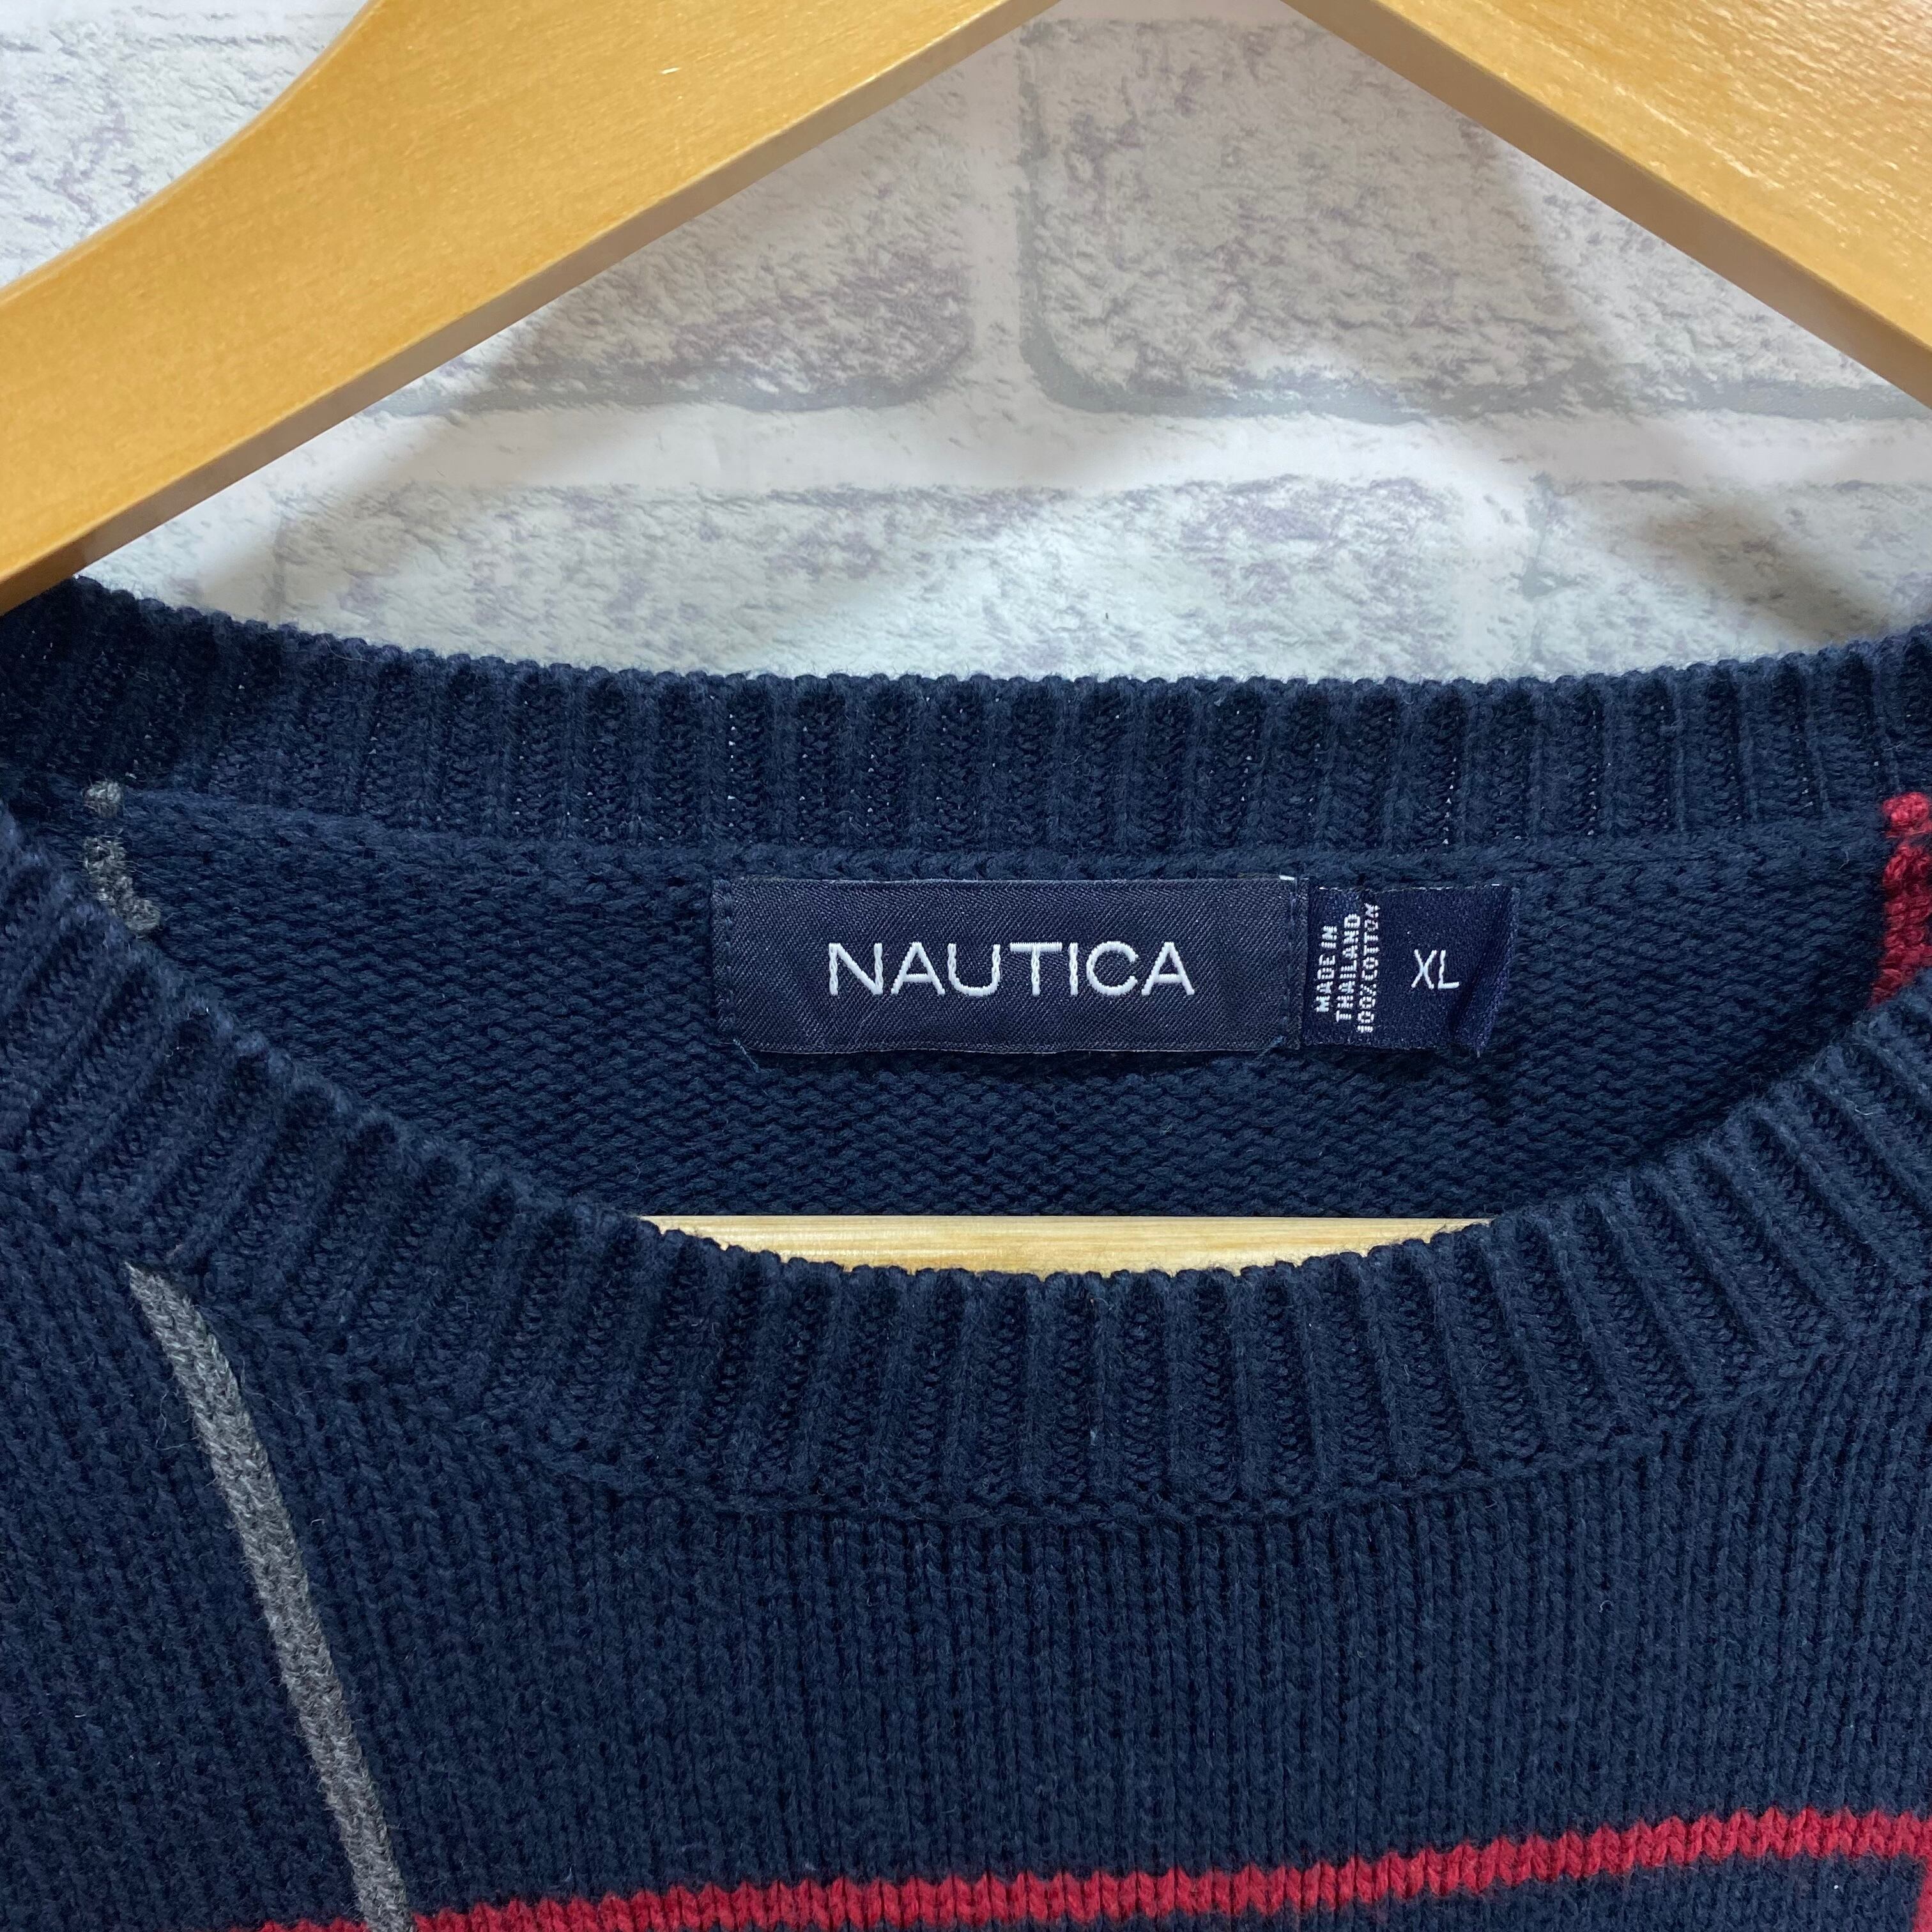 NAUTICA
MADE IN
THAILAND
100% COTTON
XL